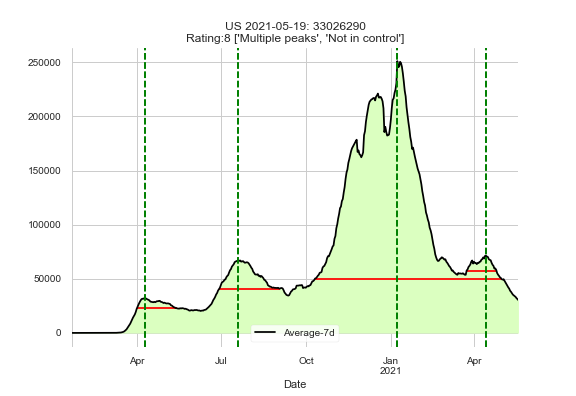 US 2021-05-19: 33026290
Rating:8 ['Multiple peaks', 'Not in control']
250000
200000
150000
100000
50000
0
Average-7d
Apr
Jul
Oct
Jan
2021
Apr
Date